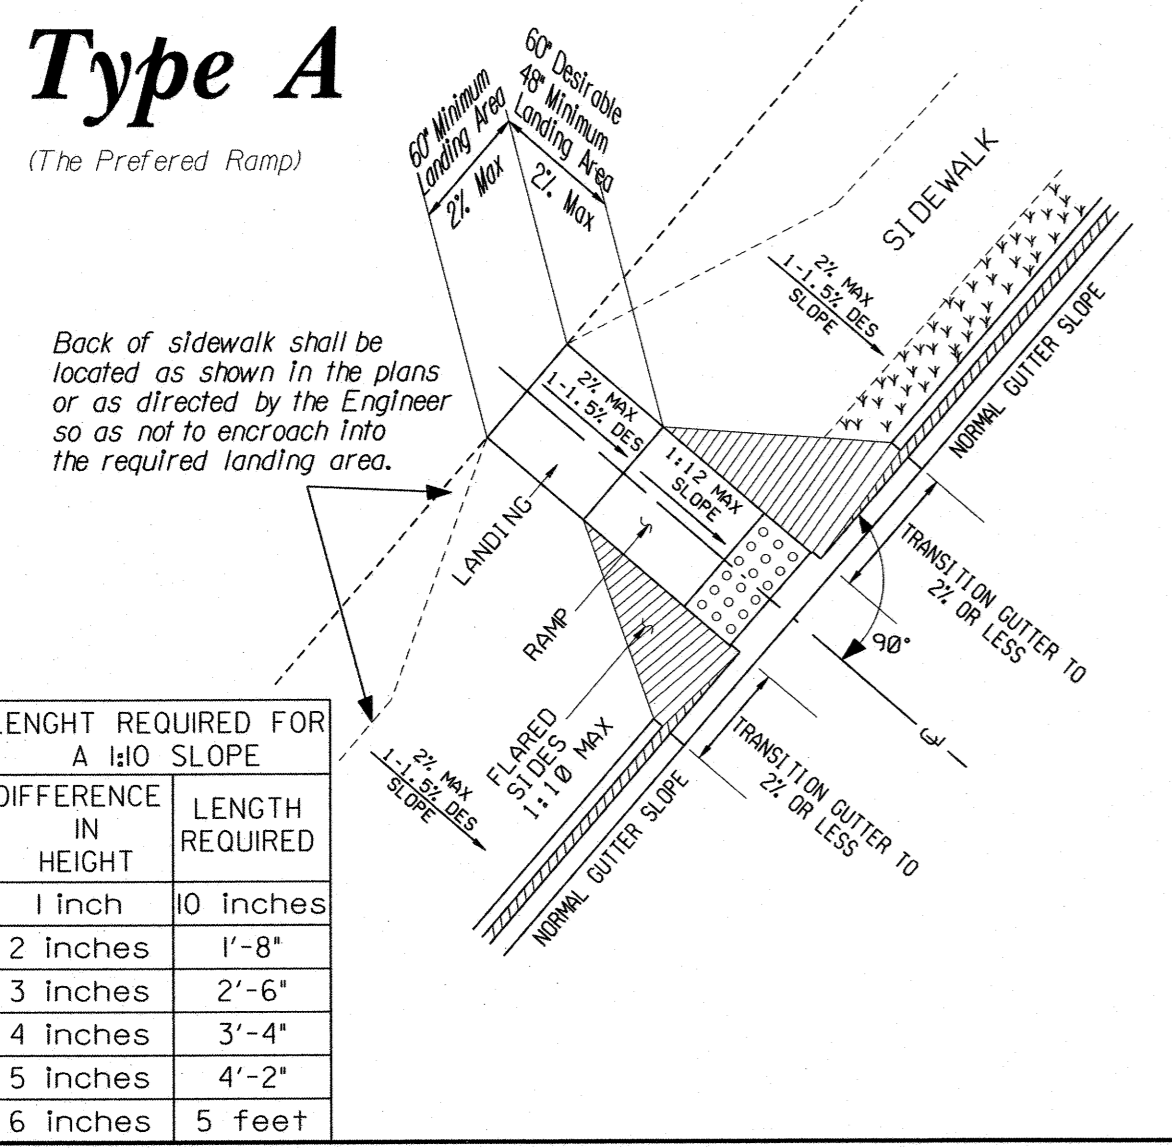 Type A
(The Prefered Ramp)
60" Minimum
Landing Area
2% Max
60" Desirable
48" Minimum
Landing Area
2% Max
SIDEWALK
2% MAX
1-1.5% DES
SLOPE
NORMAL GUTTER SLOPE
Back of sidewalk shall be
located as shown in the plans
or as directed by the Engineer
so as not to encroach into
the required landing area.
2% MAX
1-1.5% DES
1:12 MAX
SLOPE
LANDING
RAMP
FLARED
SIDES
1:10 MAX
TRANSITION GUTTER TO
2% OR LESS
90°
TRANSITION GUTTER TO
2% OR LESS
2% MAX
1-1.5% DES
SLOPE
NORMAL GUTTER SLOPE
LENGHT REQUIRED FOR
A 1:10 SLOPE
DIFFERENCE
IN
HEIGHT
LENGTH
REQUIRED
1 inch 10 inches
2 inches 1'-8"
3 inches 2'-6"
4 inches 3'-4"
5 inches 4'-2"
6 inches 5 feet